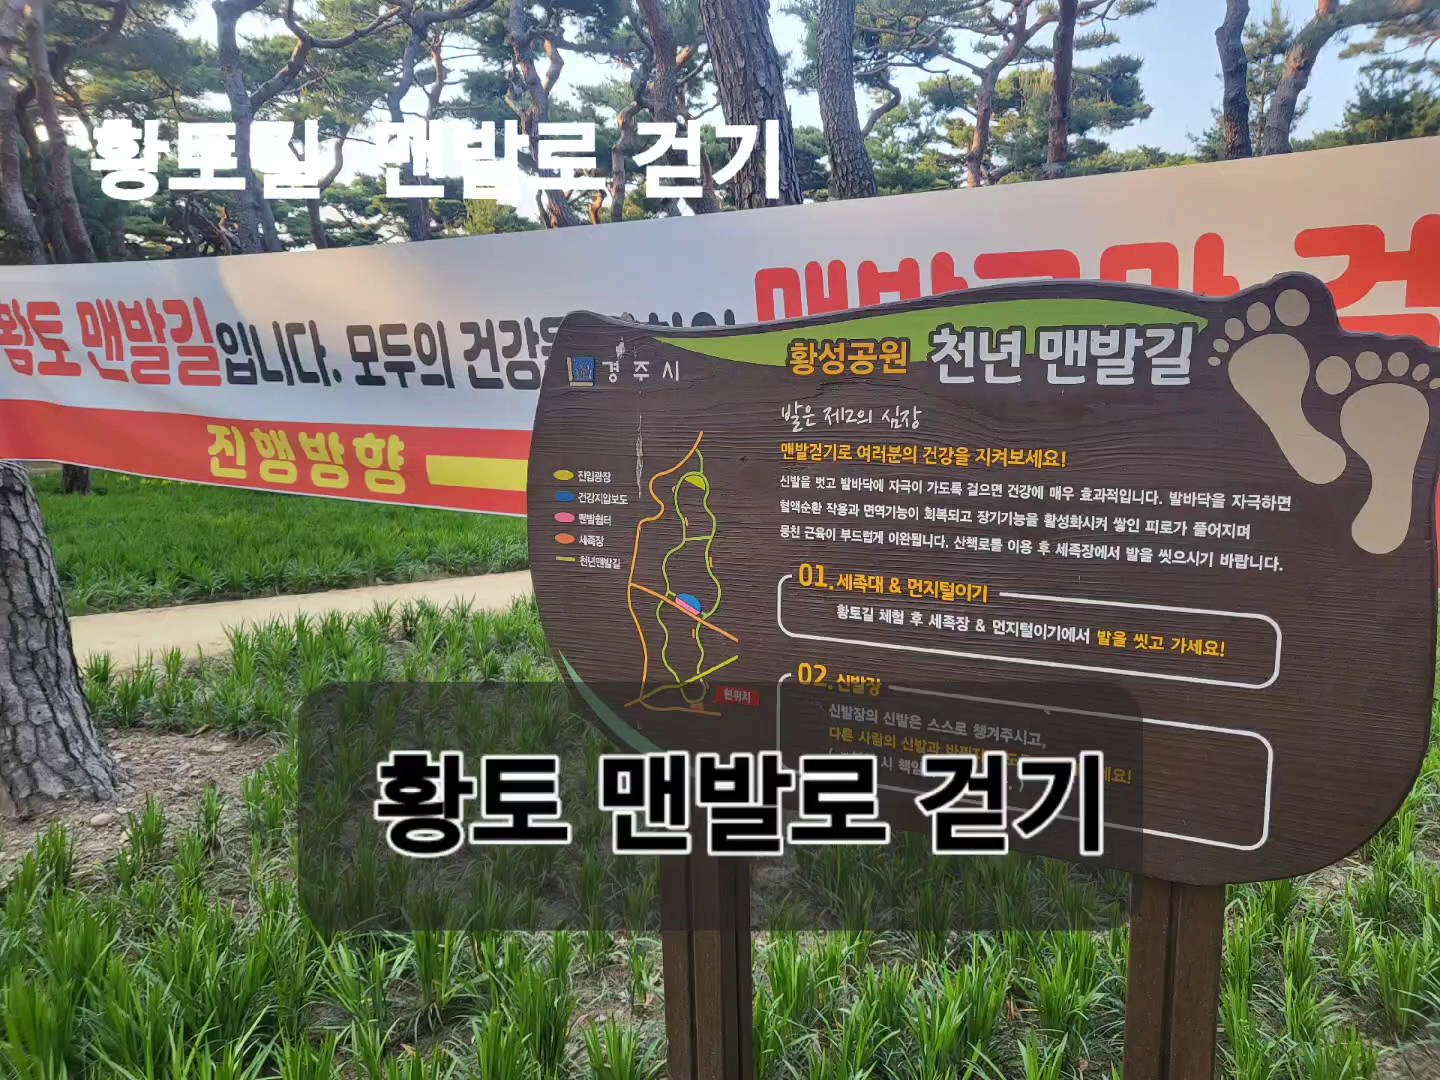 황토길 맨발로 걷기
황토 맨발길입니다. 모두의 건강을
진행방향
경주시
황성공원 천년 맨발길
발은 제2의 심장
맨발걷기로 여러분의 건강을 지켜보세요!
신발을 벗고 발바닥에 자극이 가도록 걸으면 건강에 매우 효과적입니다. 발바닥을 자극하면
혈액순환 작용과 면역기능이 회복되고 장기기능을 활성화시켜 쌓인 피로가 풀어지며
뭉친 근육이 부드럽게 이완됩니다. 산책로를 이용 후 세족장에서 발을 씻으시기 바랍니다.
진입광장
건강지압보도
맨발쉼터
세족장
천년맨발길
현위치
01. 세족대 & 먼지털이기
황토길 체험 후 세족장 & 먼지털이기에서 발을 씻고 가세요!
02. 신발장
신발장의 신발은 스스로 챙겨주시고,
다른 사람의 신발과
황토 맨발로 걷기